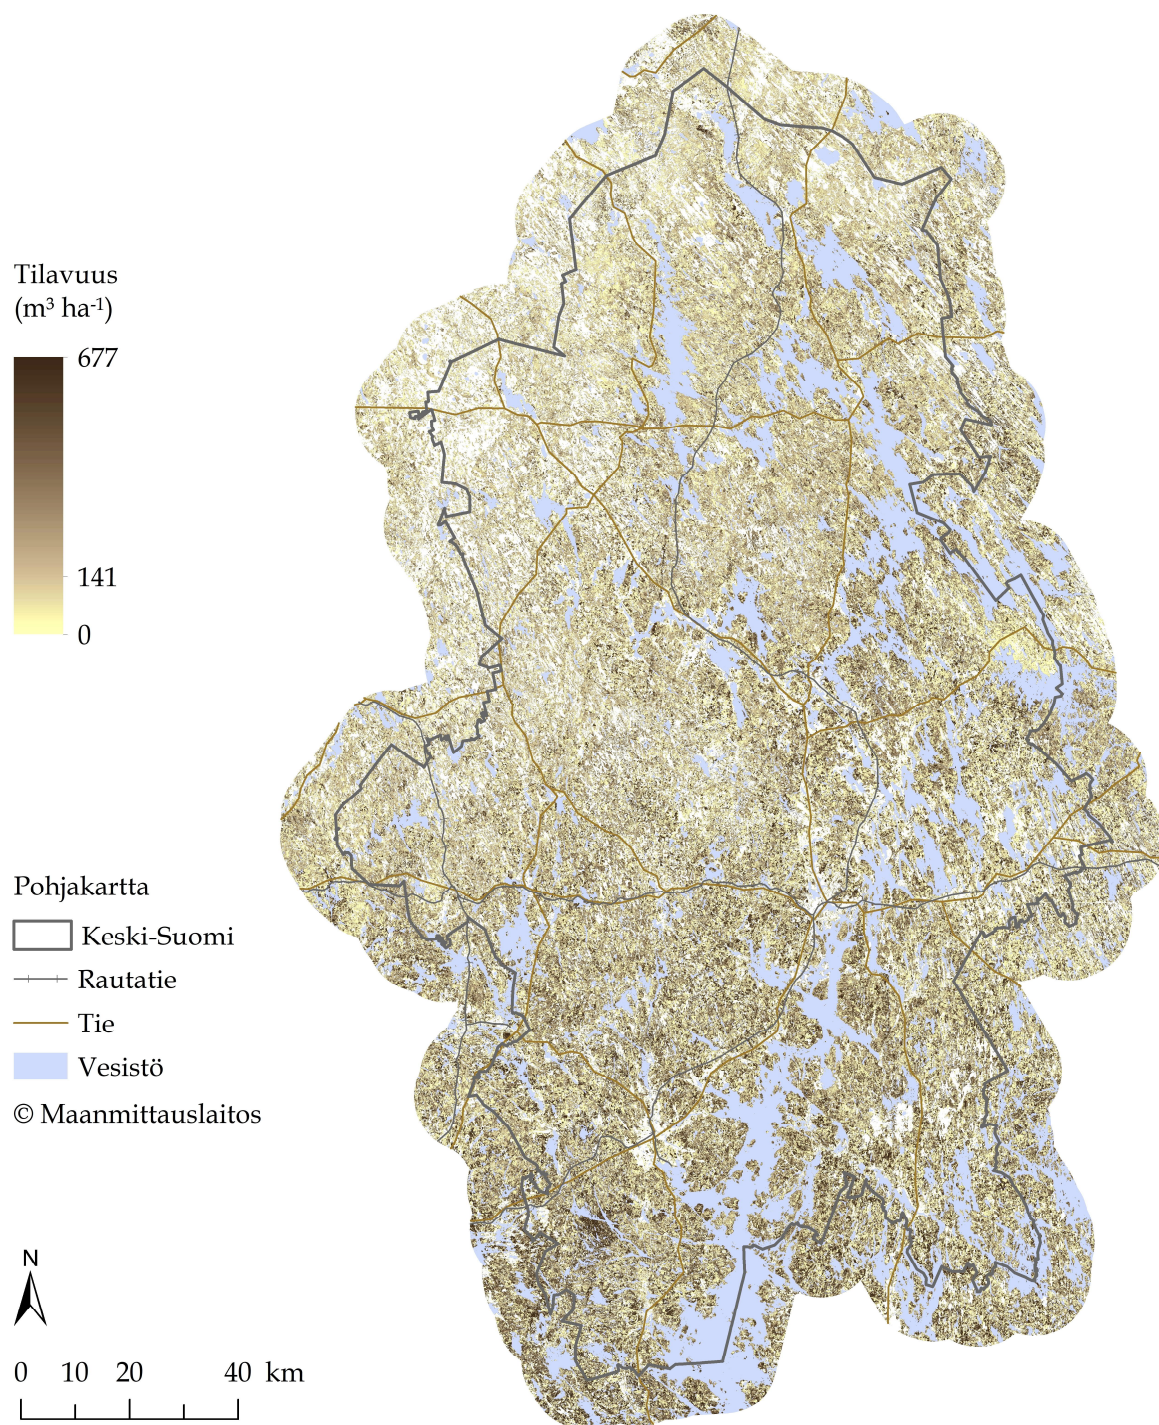 Tilavuus
(m³ ha⁻¹)
677
141
0
Pohjakartta
Keski-Suomi
Rautatie
Tie
Vesistö
© Maanmittauslaitos
N
0 10 20 40 km